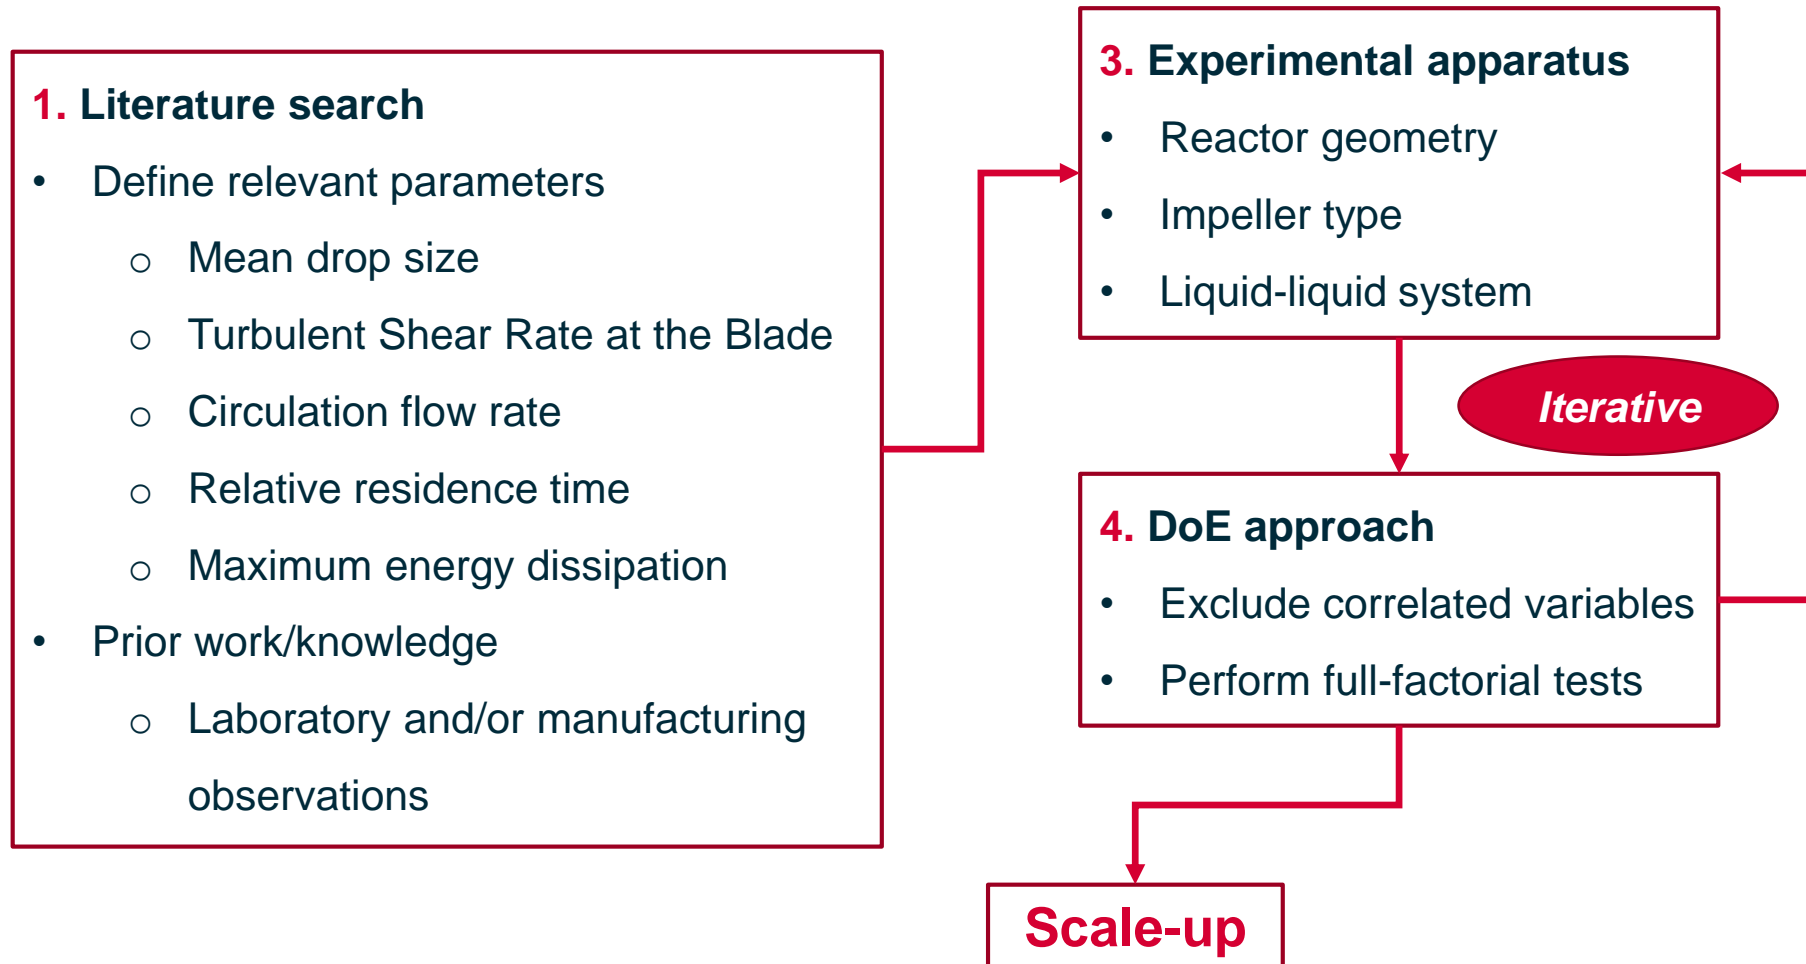 1. Literature search
• Define relevant parameters
o Mean drop size
o Turbulent Shear Rate at the Blade
o Circulation flow rate
o Relative residence time
o Maximum energy dissipation
• Prior work/knowledge
o Laboratory and/or manufacturing
observations
3. Experimental apparatus
• Reactor geometry
• Impeller type
• Liquid-liquid system
Iterative
4. DoE approach
• Exclude correlated variables
• Perform full-factorial tests
Scale-up